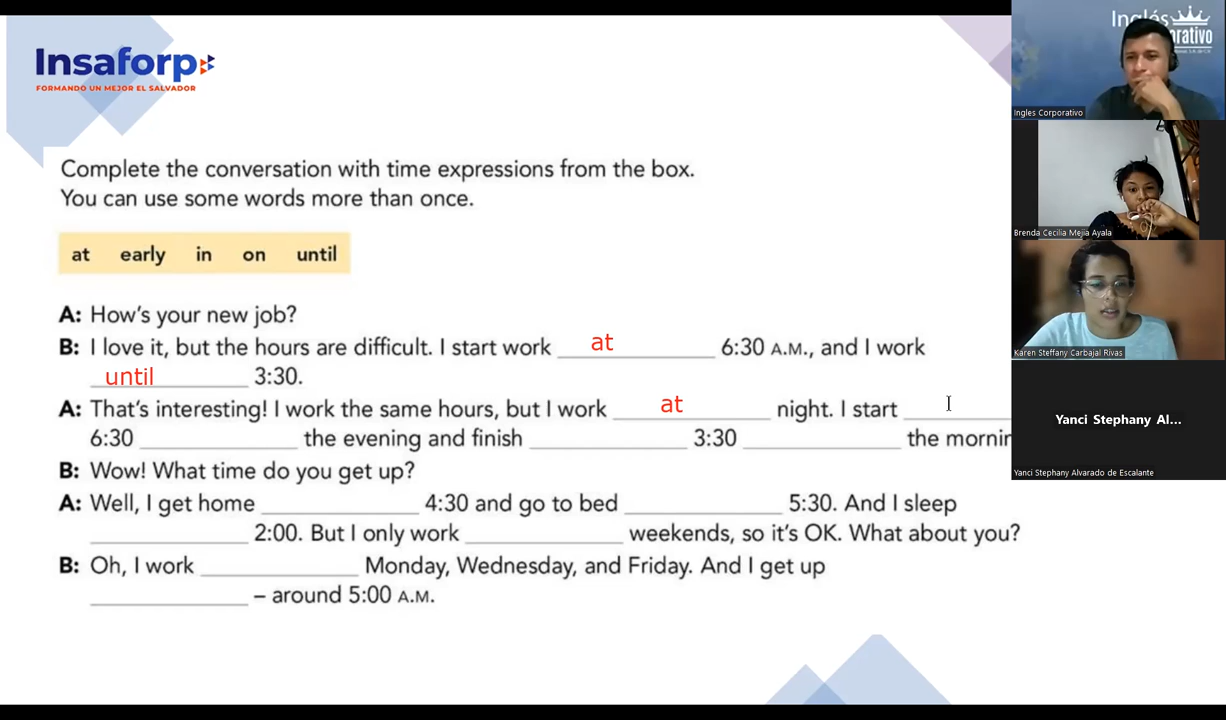 Insaforp
FORMANDO UN MEJOR EL SALVADOR
Complete the conversation with time expressions from the box.
You can use some words more than once.
at early in on until
A: How's your new job?
B: I love it, but the hours are difficult. I start work at 6:30 A.M., and I work
until 3:30.
A: That's interesting! I work the same hours, but I work at night. I start
6:30 the evening and finish 3:30 the mornin
B: Wow! What time do you get up?
A: Well, I get home 4:30 and go to bed 5:30. And I sleep
2:00. But I only work weekends, so it's OK. What about you?
B: Oh, I work Monday, Wednesday, and Friday. And I get up
– around 5:00 A.M.
Inglés
orativo
Ingles Corporativo
Brenda Cecilia Mejia Ayala
Karen Steffany Carbajal Rivas
Yanci Stephany Al...
Yanci Stephany Alvarado de Escalante